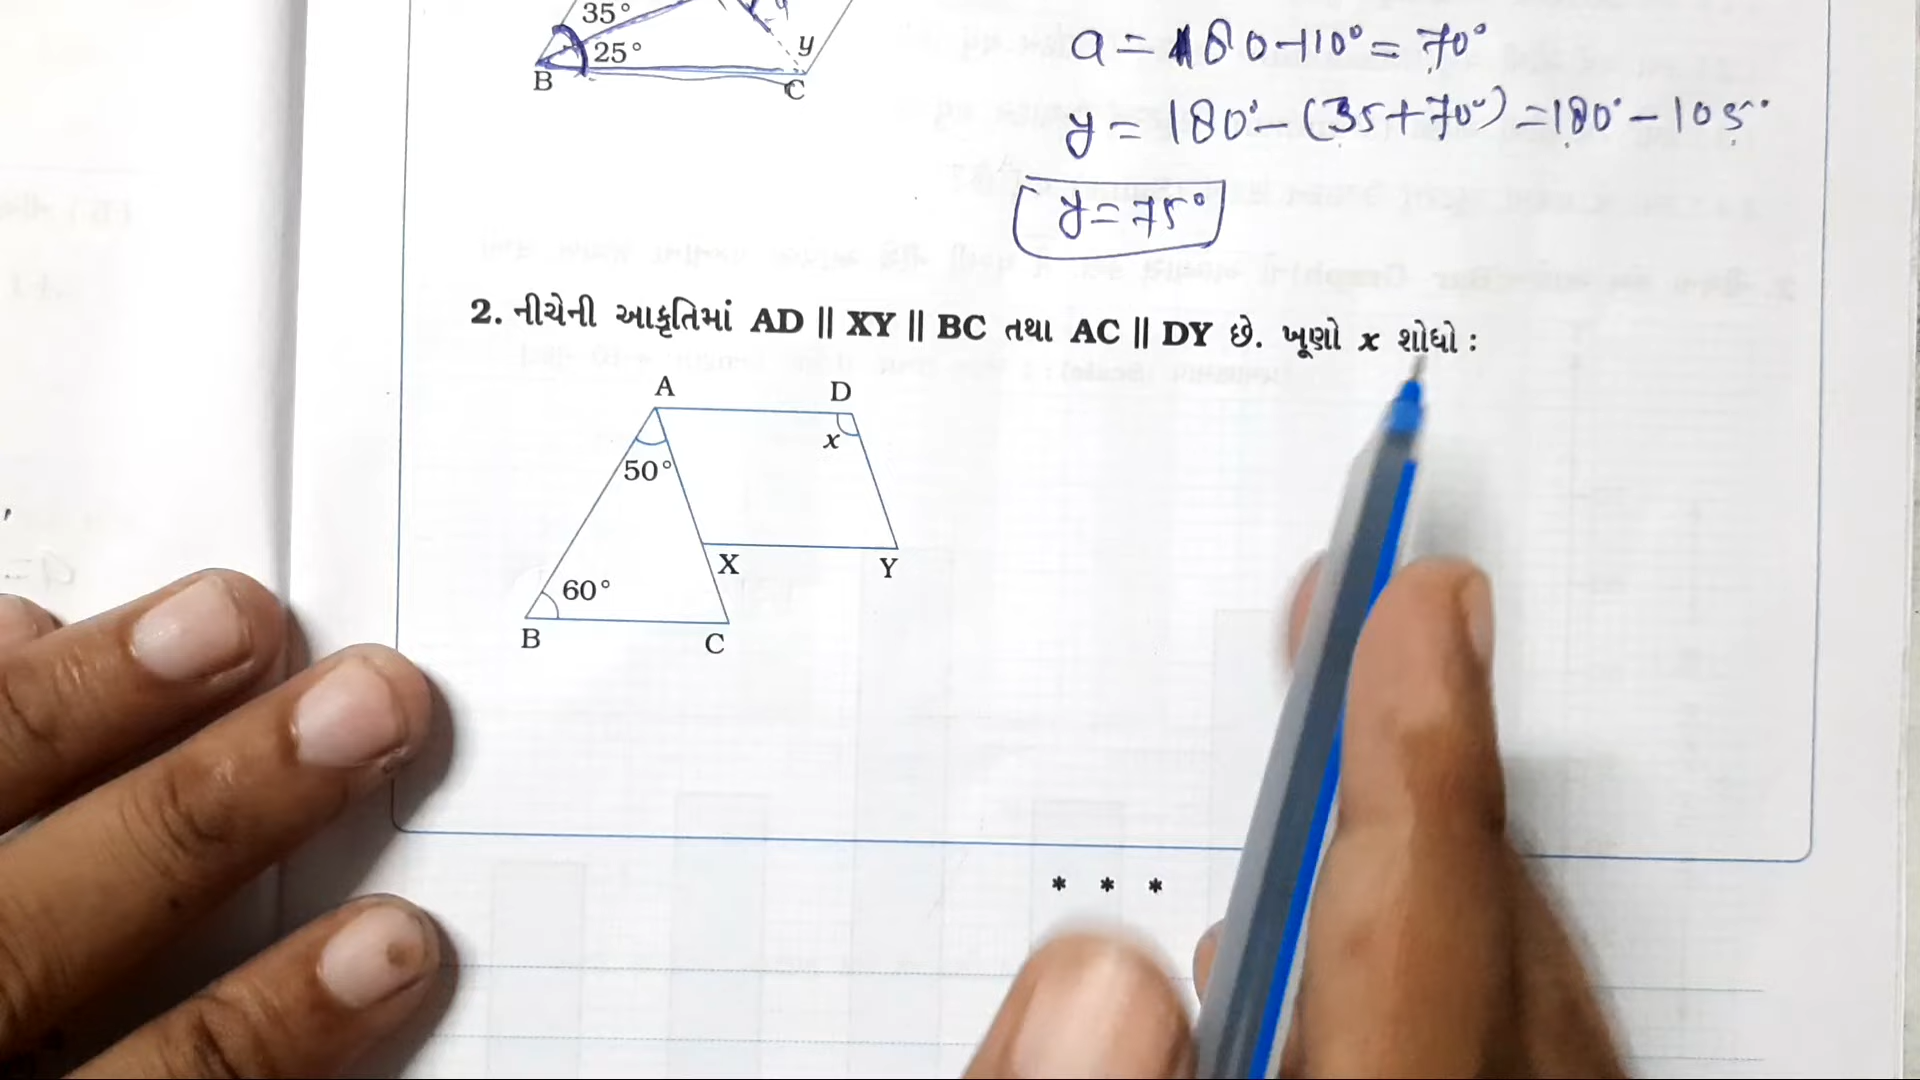 35°
25°
y
B
C
a = 180-110° = 70°
y = 180° - (35+70°) = 180° - 105°
y = 75°
2. નીચેની આકૃતિમાં AD || XY || BC તથા AC || DY છે. ખૂણો x શોધો :
A
D
x
50°
X
Y
60°
B
C
* * *